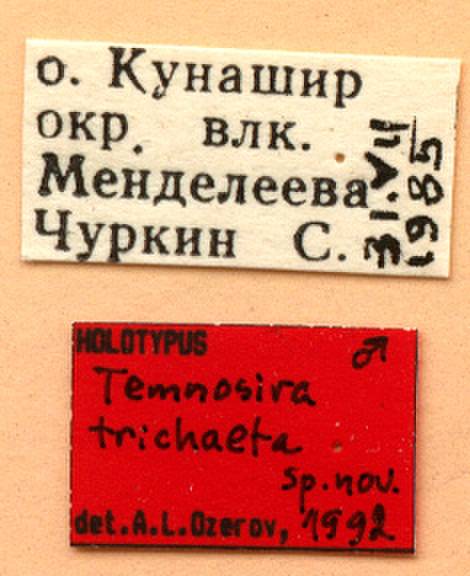 о. Кунашир
окр. влк.
Менделеева
Чуркин С.
31.VII
1985
HOLOTYPUS ♂
Temnosira
trichaeta
sp.nov.
det.A.L.Ozerov, 1992